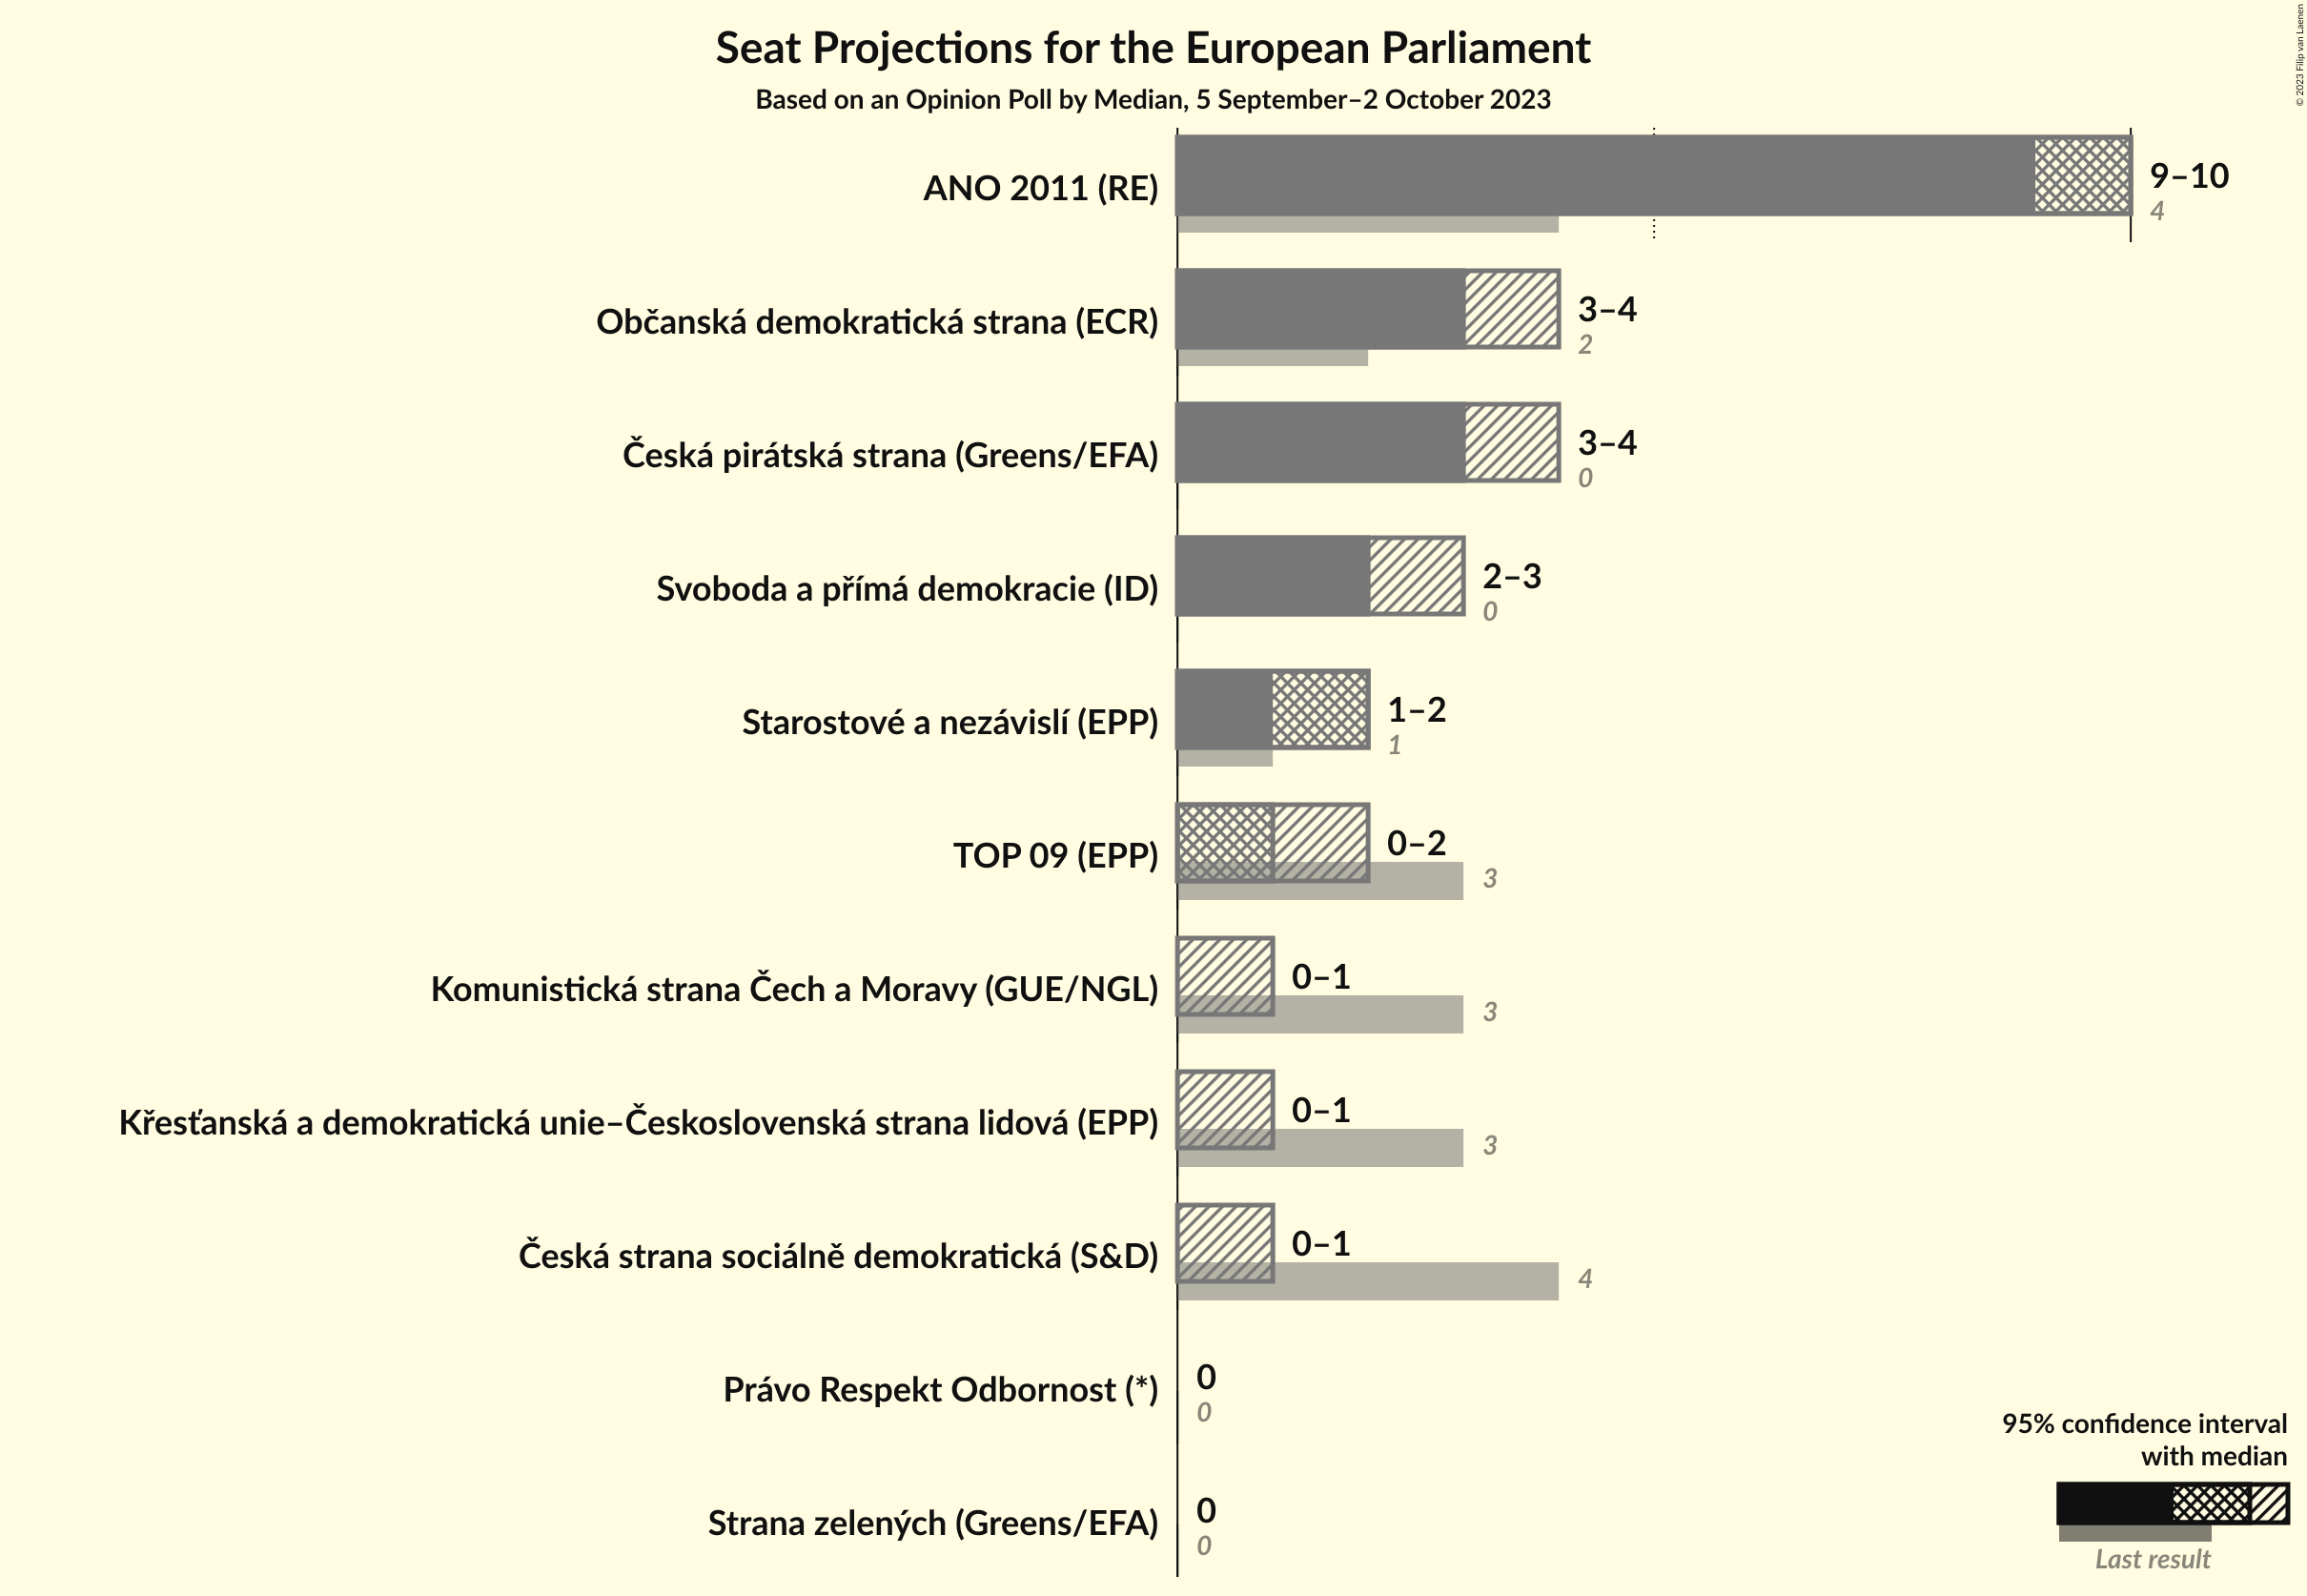 Seat Projections for the European Parliament
Based on an Opinion Poll by Median, 5 September–2 October 2023
© 2023 Filip van Laenen
ANO 2011 (RE)
9–10
4
Občanská demokratická strana (ECR)
3–4
2
Česká pirátská strana (Greens/EFA)
3–4
0
Svoboda a přímá demokracie (ID)
2–3
0
Starostové a nezávislí (EPP)
1–2
1
TOP 09 (EPP)
0–2
3
Komunistická strana Čech a Moravy (GUE/NGL)
0–1
3
Křesťanská a demokratická unie–Československá strana lidová (EPP)
0–1
3
Česká strana sociálně demokratická (S&D)
0–1
4
Právo Respekt Odbornost (*)
0
0
Strana zelených (Greens/EFA)
0
0
95% confidence interval
with median
Last result